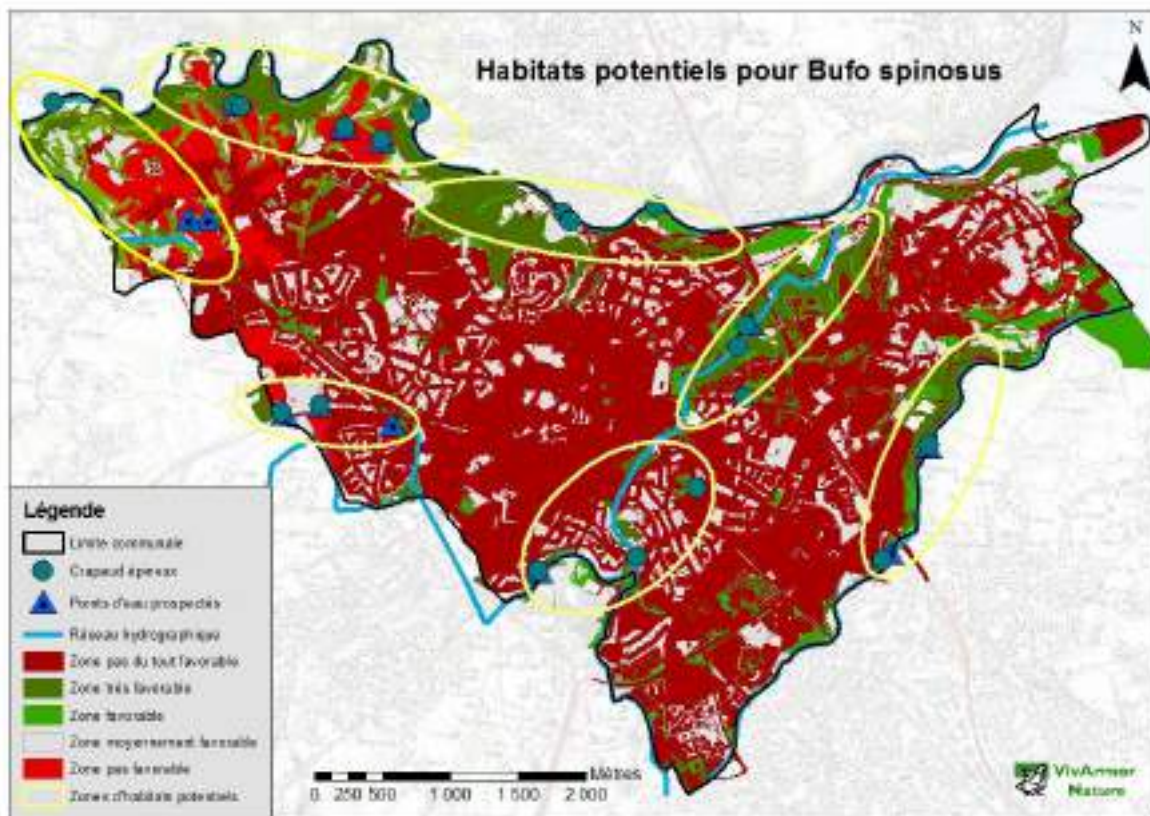 Habitats potentiels pour Bufo spinosus
N
Légende
Limite communale
Crapaud épineux
Points d'eau prospectés
Réseau hydrographique
Zone pas du tout favorable
Zone très favorable
Zone favorable
Zone moyennement favorable
Zone pas favorable
Zones d'habitats potentiels
Mètres
0 250 500 1 000 1 500 2 000
VivArmor
Nature